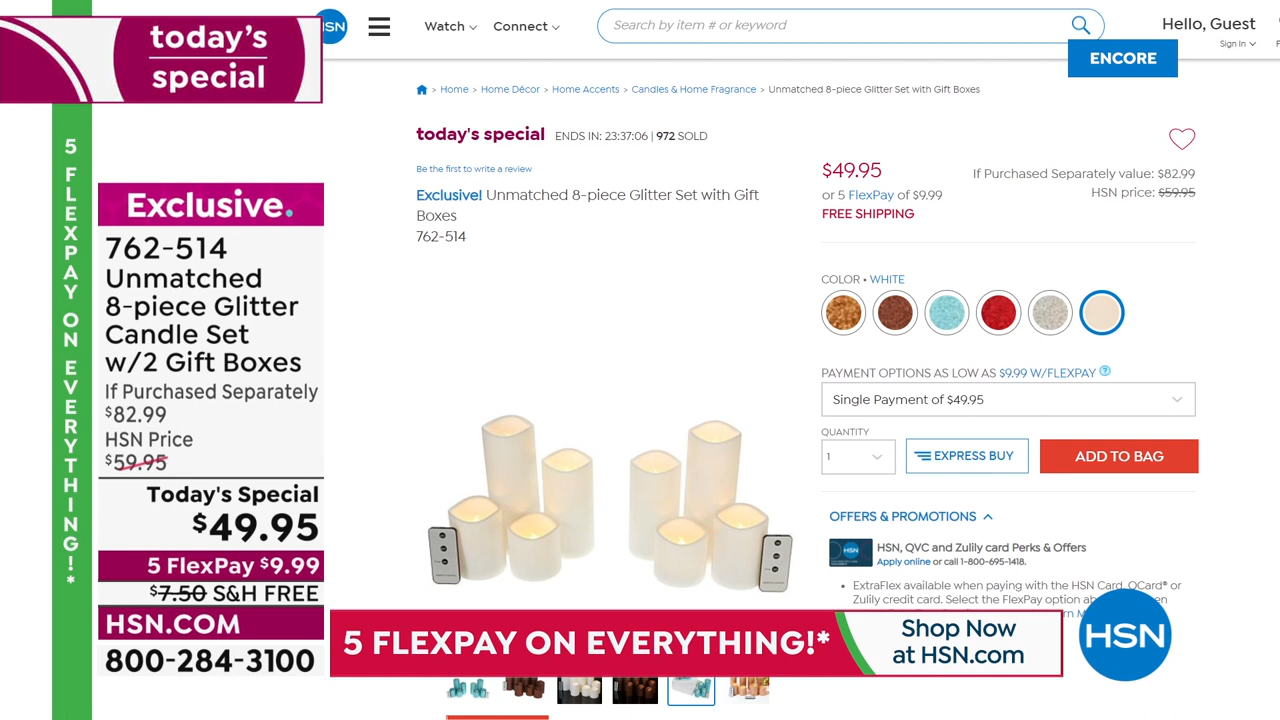 today's
special
5 FLEXPAY ON EVERYTHING!*
Exclusive.
762-514
Unmatched
8-piece Glitter
Candle Set
w/2 Gift Boxes
If Purchased Separately
$82.99
HSN Price
$59.95
Today's Special
$49.95
5 FlexPay $9.99
$7.50 S&H FREE
HSN.COM
800-284-3100
HSN
Watch
Connect
Search by item # or keyword
Hello, Guest
Sign In
ENCORE
> Home > Home Décor > Home Accents > Candles & Home Fragrance > Unmatched 8-piece Glitter Set with Gift Boxes
today's special ENDS IN: 23:37:06 | 972 SOLD
Be the first to write a review
Exclusive! Unmatched 8-piece Glitter Set with Gift
Boxes
762-514
$49.95
or 5 FlexPay of $9.99
FREE SHIPPING
If Purchased Separately value: $82.99
HSN price: $59.95
COLOR • WHITE
PAYMENT OPTIONS AS LOW AS $9.99 W/FLEXPAY ?
Single Payment of $49.95
QUANTITY
1
EXPRESS BUY
ADD TO BAG
OFFERS & PROMOTIONS
HSN
HSN, QVC and Zulily card Perks & Offers
Apply online or call 1-800-695-1418.
• ExtraFlex available when paying with the HSN Card, QCard® or
Zulily credit card. Select the FlexPay option
5 FLEXPAY ON EVERYTHING!*
Shop Now
at HSN.com
HSN